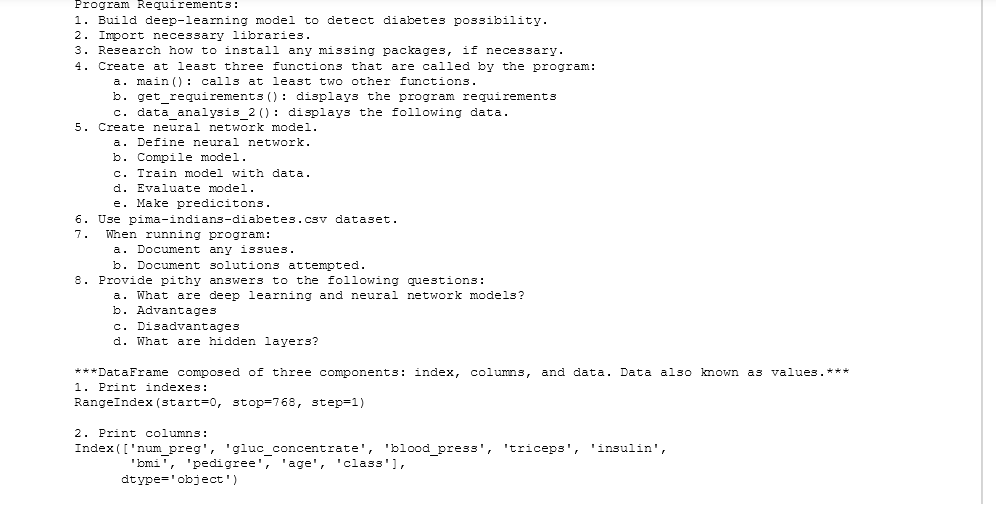 Program Requirements:
1. Build deep-learning model to detect diabetes possibility.
2. Import necessary libraries.
3. Research how to install any missing packages, if necessary.
4. Create at least three functions that are called by the program:
a. main(): calls at least two other functions.
b. get_requirements(): displays the program requirements
c. data_analysis_2(): displays the following data.
5. Create neural network model.
a. Define neural network.
b. Compile model.
c. Train model with data.
d. Evaluate model.
e. Make predicitons.
6. Use pima-indians-diabetes.csv dataset.
7.  When running program:
a. Document any issues.
b. Document solutions attempted.
8. Provide pithy answers to the following questions:
a. What are deep learning and neural network models?
b. Advantages
c. Disadvantages
d. What are hidden layers?
***DataFrame composed of three components: index, columns, and data. Data also known as values.***
1. Print indexes:
RangeIndex(start=0, stop=768, step=1)
2. Print columns:
Index(['num_preg', 'gluc_concentrate', 'blood_press', 'triceps', 'insulin',
'bmi', 'pedigree', 'age', 'class'],
dtype='object')